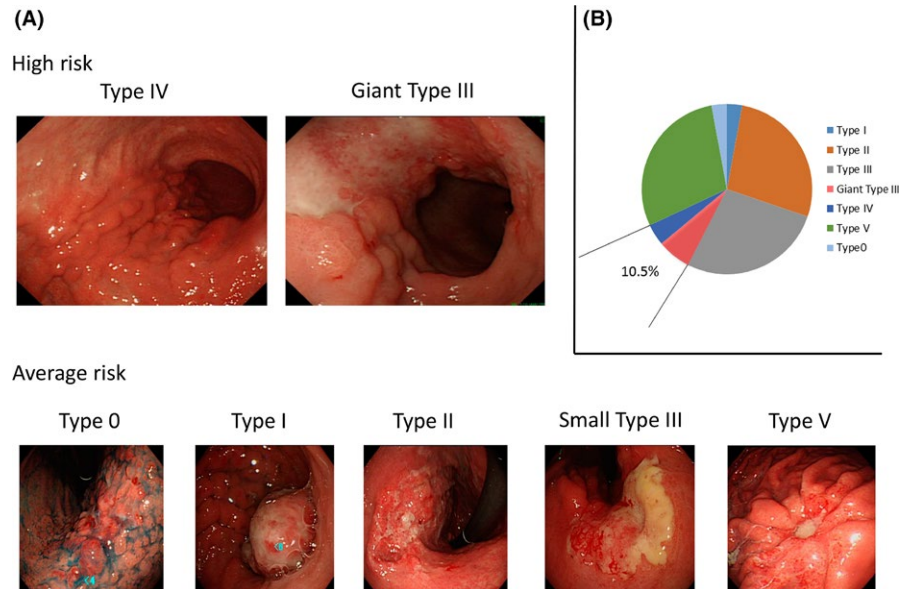 (A)
High risk
Type IV
Giant Type III
(B)
Type I
Type II
Type III
Giant Type III
Type IV
Type V
Type0
10.5%
Average risk
Type 0
Type I
Type II
Small Type III
Type V